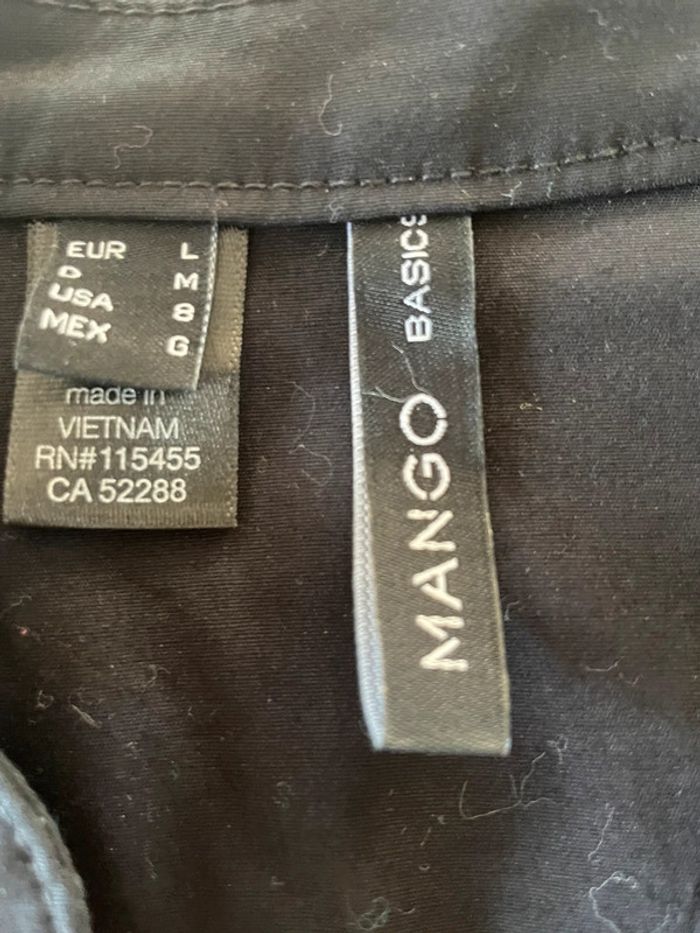 EUR L
D M
USA 8
MEX G
made in
VIETNAM
RN#115455
CA 52288
MANGO BASICS